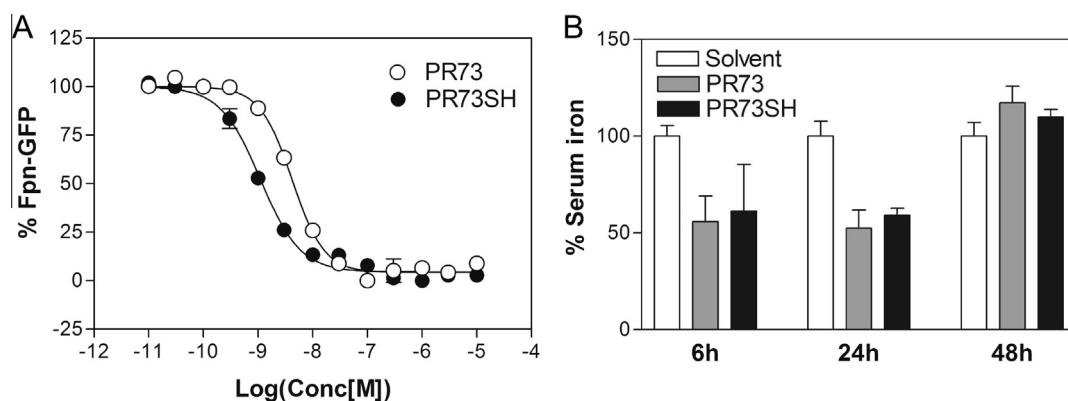 A
% Fpn-GFP
125
100
75
50
25
0
-25
PR73
PR73SH
-12 -11 -10 -9 -8 -7 -6 -5 -4
Log(Conc[M])
B
% Serum iron
150
100
50
0
Solvent
PR73
PR73SH
6h 24h 48h